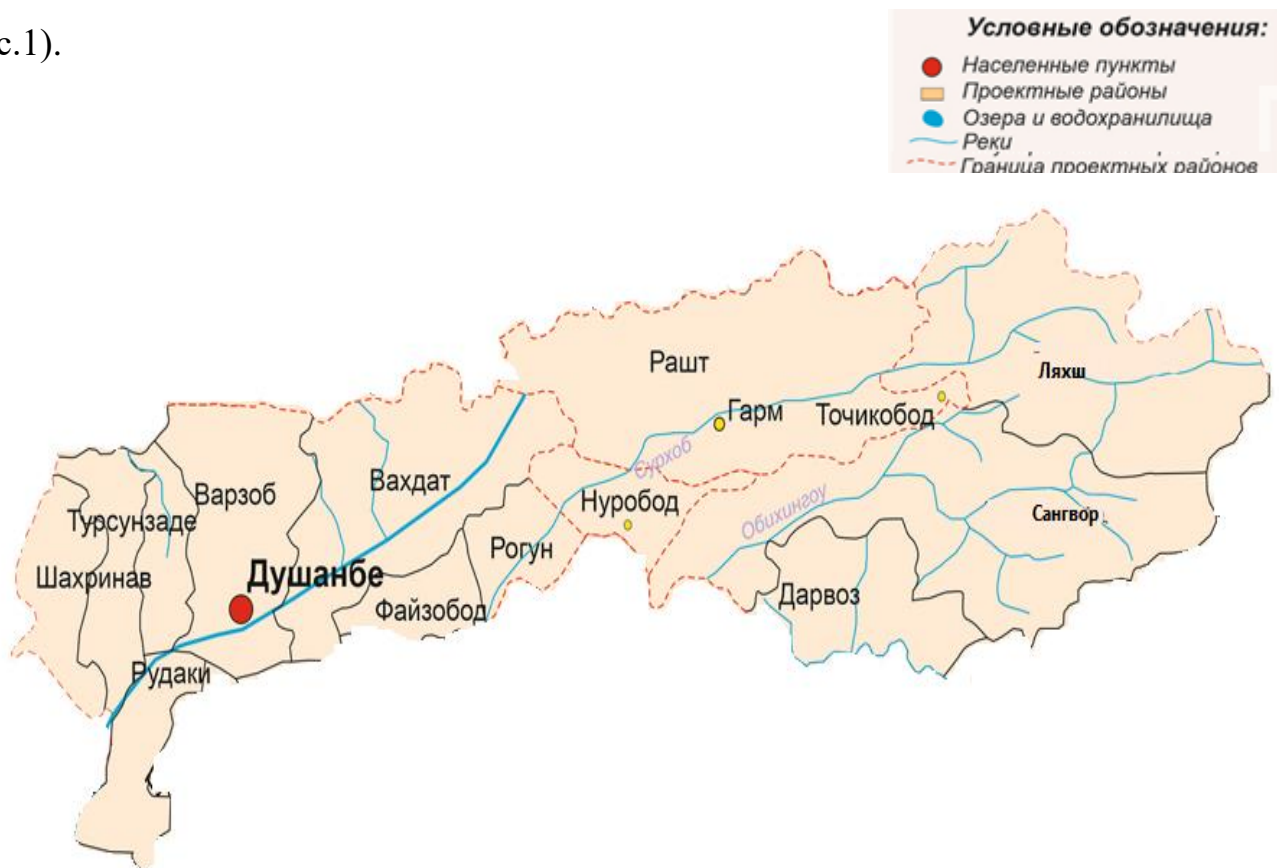 с.1).
Условные обозначения:
Населенные пункты
Проектные районы
Озера и водохранилища
Реки
Граница проектных районов
Рашт
Ляхш
Гарм
Точикобод
Сурхоб
Вахдат
Варзоб
Нуробод
Турсунзаде
Обихингоу
Сангвор
Рогун
Шахринав
Душанбе
Файзобод
Дарвоз
Рудаки